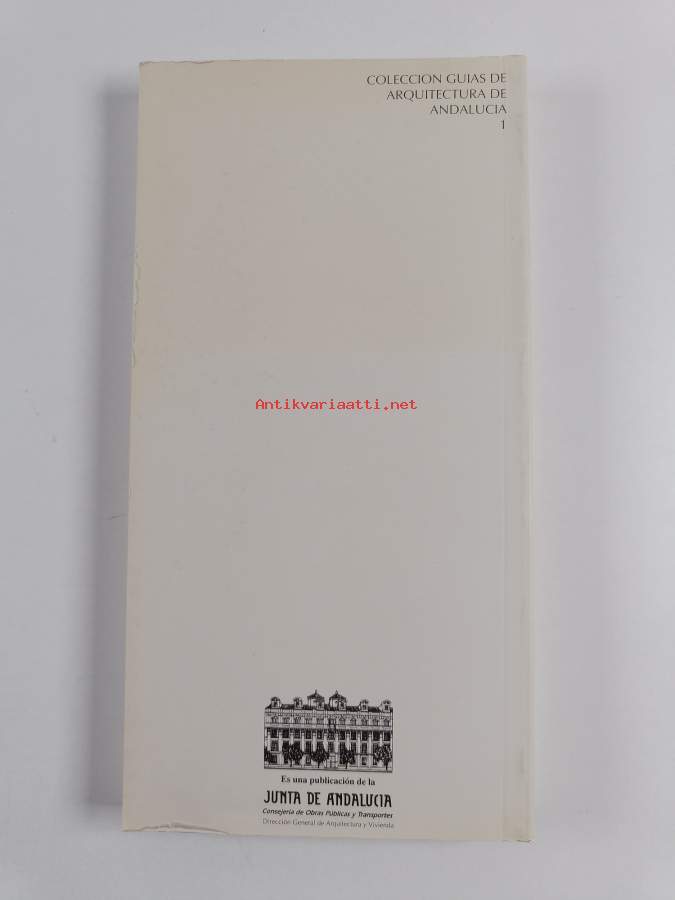 COLECCION GUIAS DE
ARQUITECTURA DE
ANDALUCIA
1
Antikvariaatti.net
Es una publicación de la
JUNTA DE ANDALUCIA
Consejería de Obras Públicas y Transportes
Dirección General de Arquitectura y Vivienda